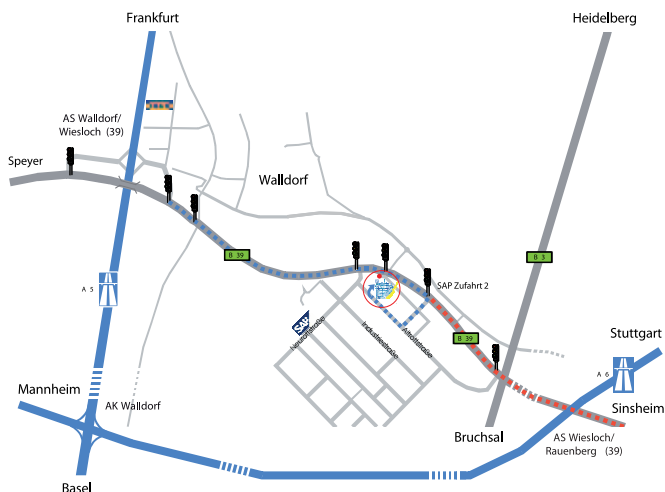 Frankfurt
Heidelberg
AS Walldorf/
Wiesloch (39)
Speyer
Walldorf
B 39
B 3
A 5
SAP Zufahrt 2
SAP
Neurottstraße
Industriestraße
Altrottstraße
B 39
Stuttgart
A 6
Mannheim
AK Walldorf
Sinsheim
Bruchsal
AS Wiesloch/
Rauenberg (39)
Basel